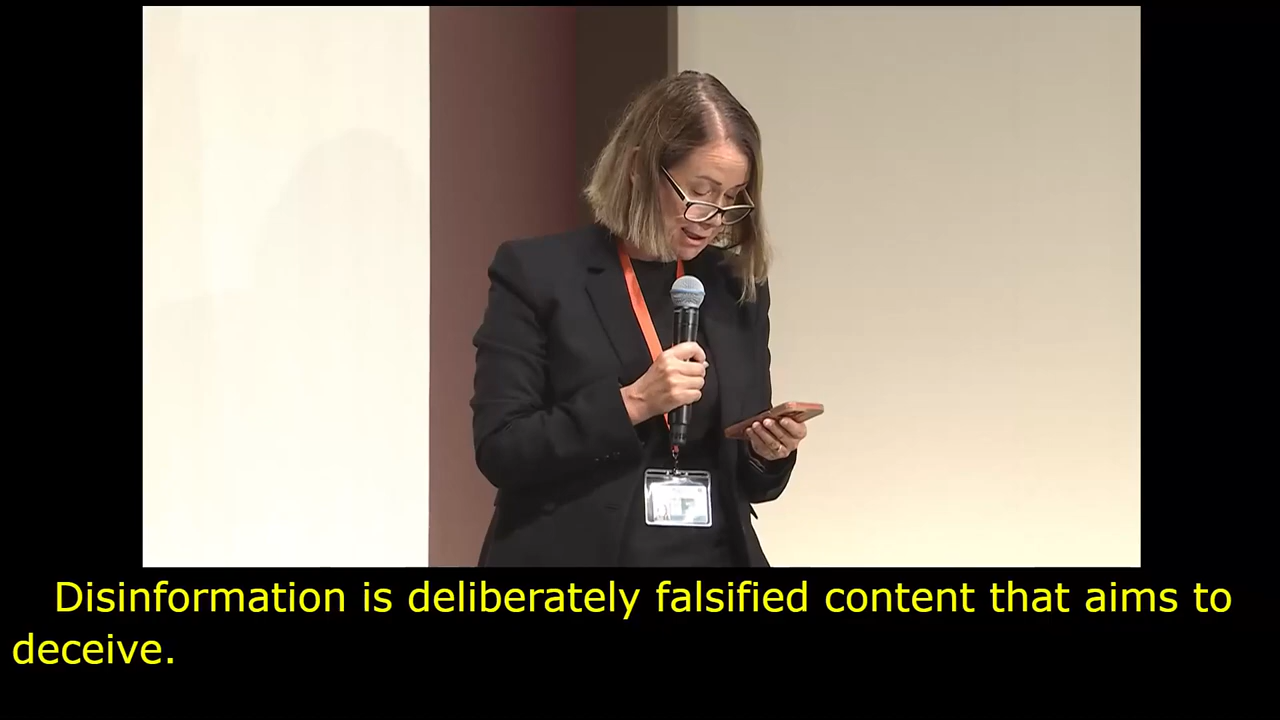 Disinformation is deliberately falsified content that aims to
deceive.